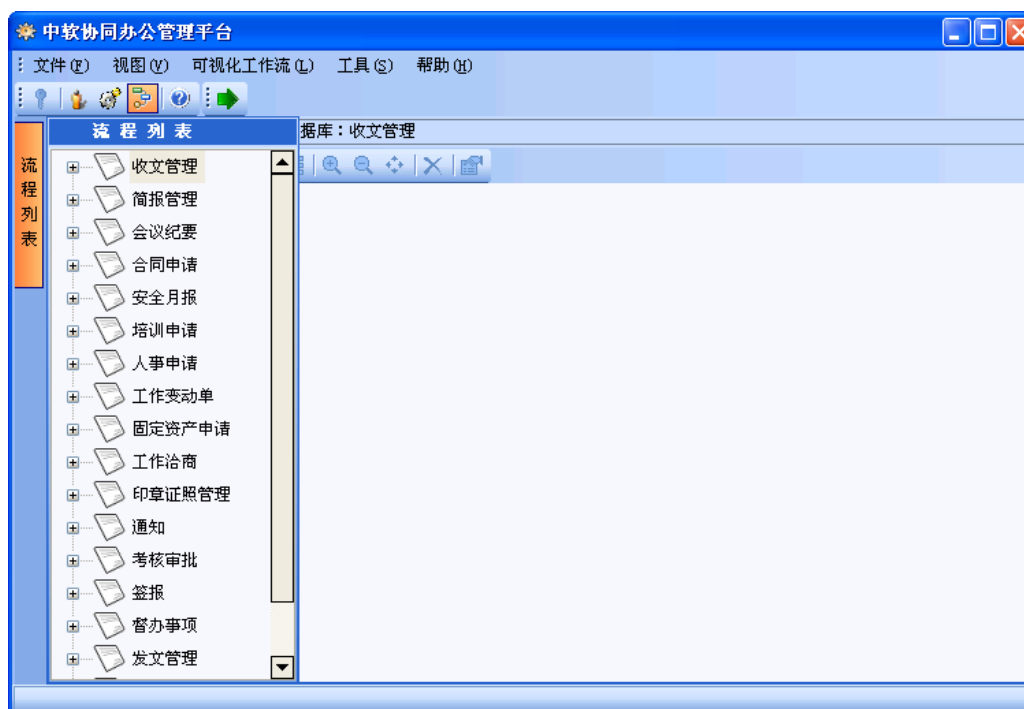 中软协同办公管理平台
文件(F) 视图(V) 可视化工作流(L) 工具(S) 帮助(H)
流程列表
据库：收文管理
流程列表
收文管理
简报管理
会议纪要
合同申请
安全月报
培训申请
人事申请
工作变动单
固定资产申请
工作洽商
印章证照管理
通知
考核审批
签报
督办事项
发文管理